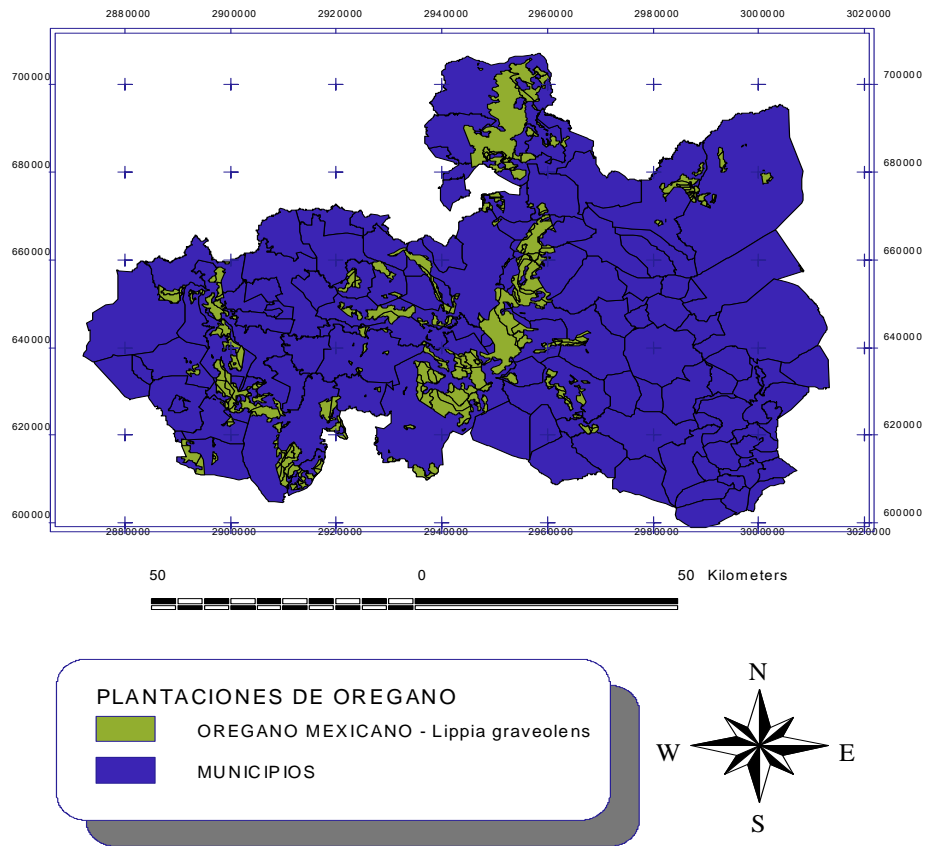 2880000 2900000 2920000 2940000 2960000 2980000 3000000 3020000
700000 700000
680000 680000
660000 660000
640000 640000
620000 620000
600000 600000
2880000 2900000 2920000 2940000 2960000 2980000 3000000 3020000
50 0 50 Kilometers
PLANTACIONES DE OREGANO
OREGANO MEXICANO - Lippia graveolens
MUNICIPIOS
N
W E
S